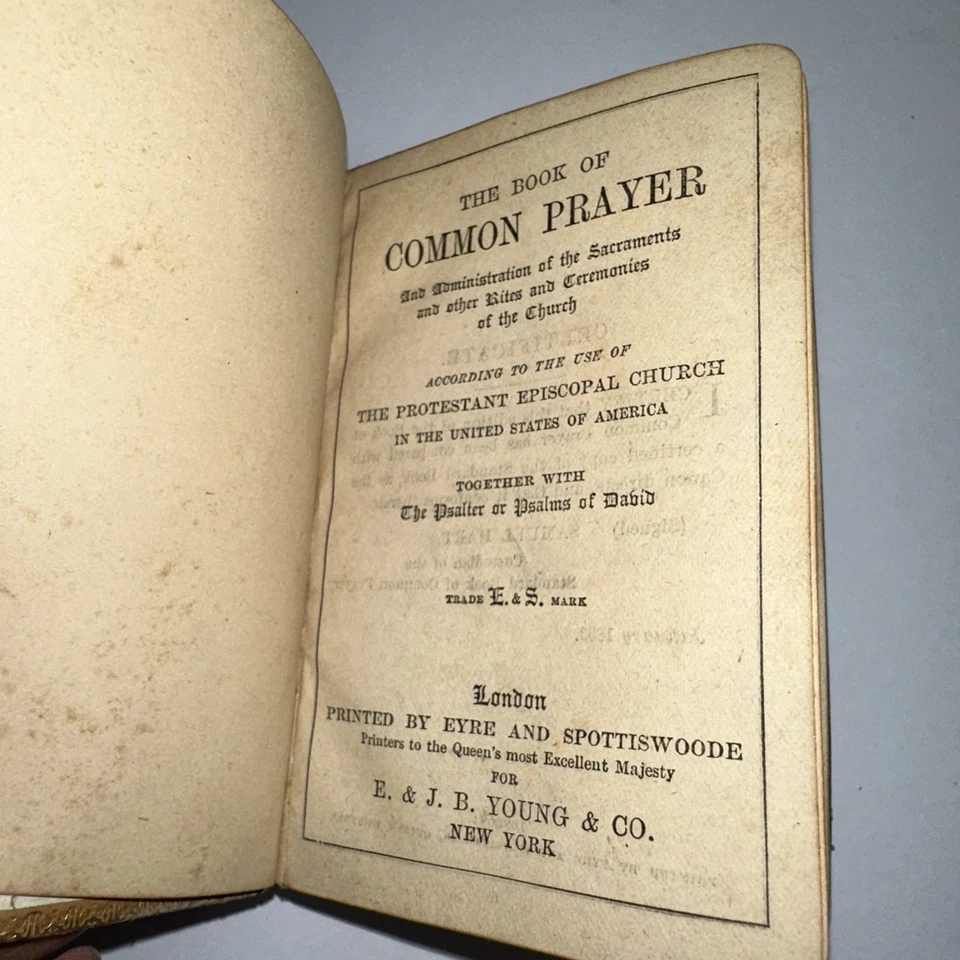 THE BOOK OF
COMMON PRAYER
And Administration of the Sacraments
and other Rites and Ceremonies
of the Church
ACCORDING TO THE USE OF
THE PROTESTANT EPISCOPAL CHURCH
IN THE UNITED STATES OF AMERICA
TOGETHER WITH
The Psalter or Psalms of David
TRADE E. & S. MARK
London
PRINTED BY EYRE AND SPOTTISWOODE
Printers to the Queen's most Excellent Majesty
FOR
E. & J. B. YOUNG & CO.
NEW YORK